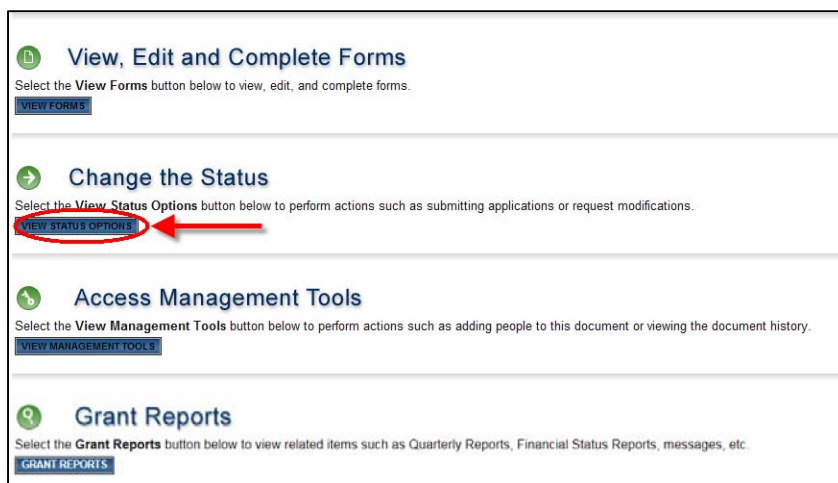 View, Edit and Complete Forms
Select the View Forms button below to view, edit, and complete forms.
VIEW FORMS
Change the Status
Select the View Status Options button below to perform actions such as submitting applications or request modifications.
VIEW STATUS OPTIONS
Access Management Tools
Select the View Management Tools button below to perform actions such as adding people to this document or viewing the document history.
VIEW MANAGEMENT TOOLS
Grant Reports
Select the Grant Reports button below to view related items such as Quarterly Reports, Financial Status Reports, messages, etc.
GRANT REPORTS